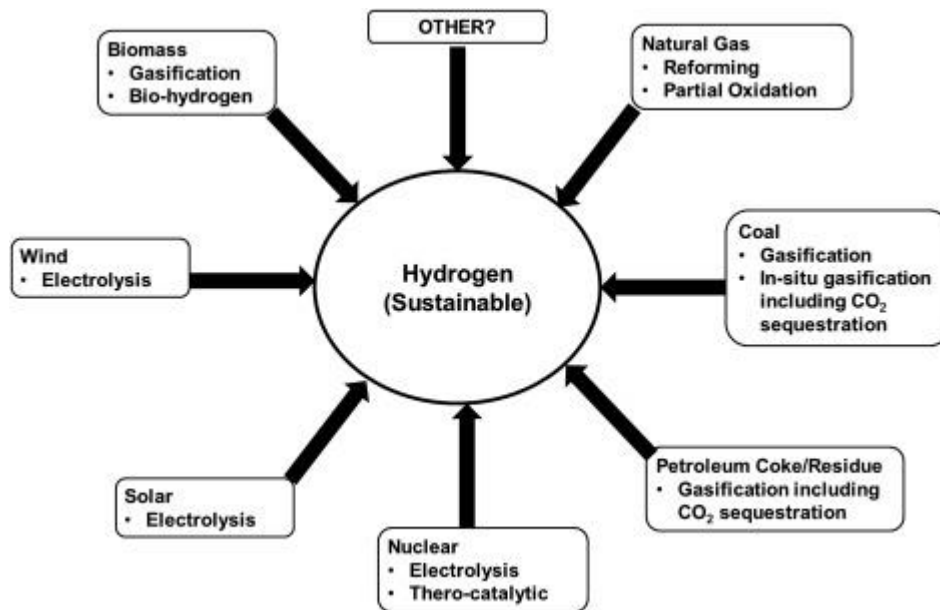 OTHER?
Biomass
• Gasification
• Bio-hydrogen
Natural Gas
• Reforming
• Partial Oxidation
Wind
• Electrolysis
Hydrogen
(Sustainable)
Coal
• Gasification
• In-situ gasification
including CO₂
sequestration
Solar
• Electrolysis
Nuclear
• Electrolysis
• Thero-catalytic
Petroleum Coke/Residue
• Gasification including
CO₂ sequestration